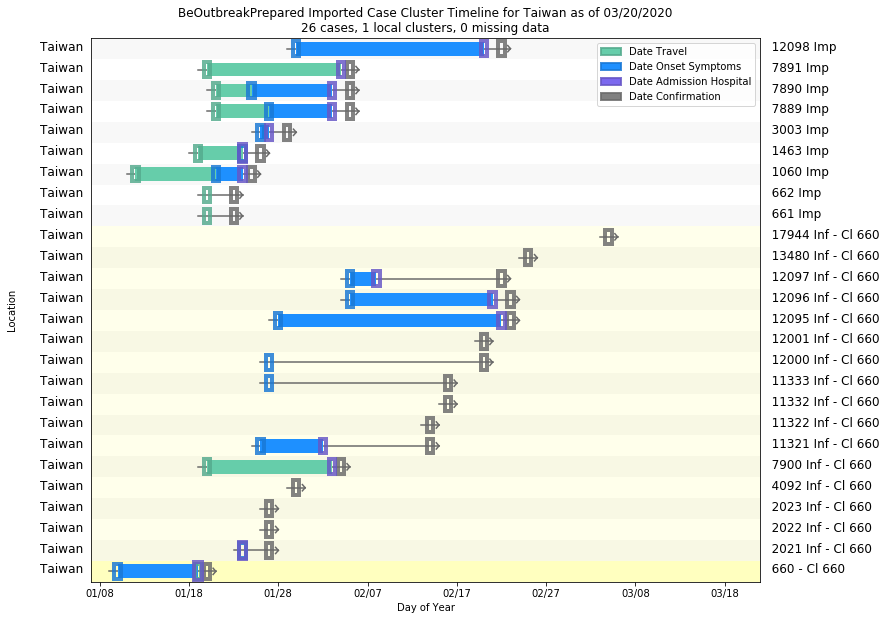 BeOutbreakPrepared Imported Case Cluster Timeline for Taiwan as of 03/20/2020
26 cases, 1 local clusters, 0 missing data
Date Travel
Date Onset Symptoms
Date Admission Hospital
Date Confirmation
Taiwan 12098 Imp
Taiwan 7891 Imp
Taiwan 7890 Imp
Taiwan 7889 Imp
Taiwan 3003 Imp
Taiwan 1463 Imp
Taiwan 1060 Imp
Taiwan 662 Imp
Taiwan 661 Imp
Taiwan 17944 Inf - Cl 660
Taiwan 13480 Inf - Cl 660
Taiwan 12097 Inf - Cl 660
Taiwan 12096 Inf - Cl 660
Taiwan 12095 Inf - Cl 660
Taiwan 12001 Inf - Cl 660
Taiwan 12000 Inf - Cl 660
Taiwan 11333 Inf - Cl 660
Taiwan 11332 Inf - Cl 660
Taiwan 11322 Inf - Cl 660
Taiwan 11321 Inf - Cl 660
Taiwan 7900 Inf - Cl 660
Taiwan 4092 Inf - Cl 660
Taiwan 2023 Inf - Cl 660
Taiwan 2022 Inf - Cl 660
Taiwan 2021 Inf - Cl 660
Taiwan 660 - Cl 660
Location
01/08 01/18 01/28 02/07 02/17 02/27 03/08 03/18
Day of Year